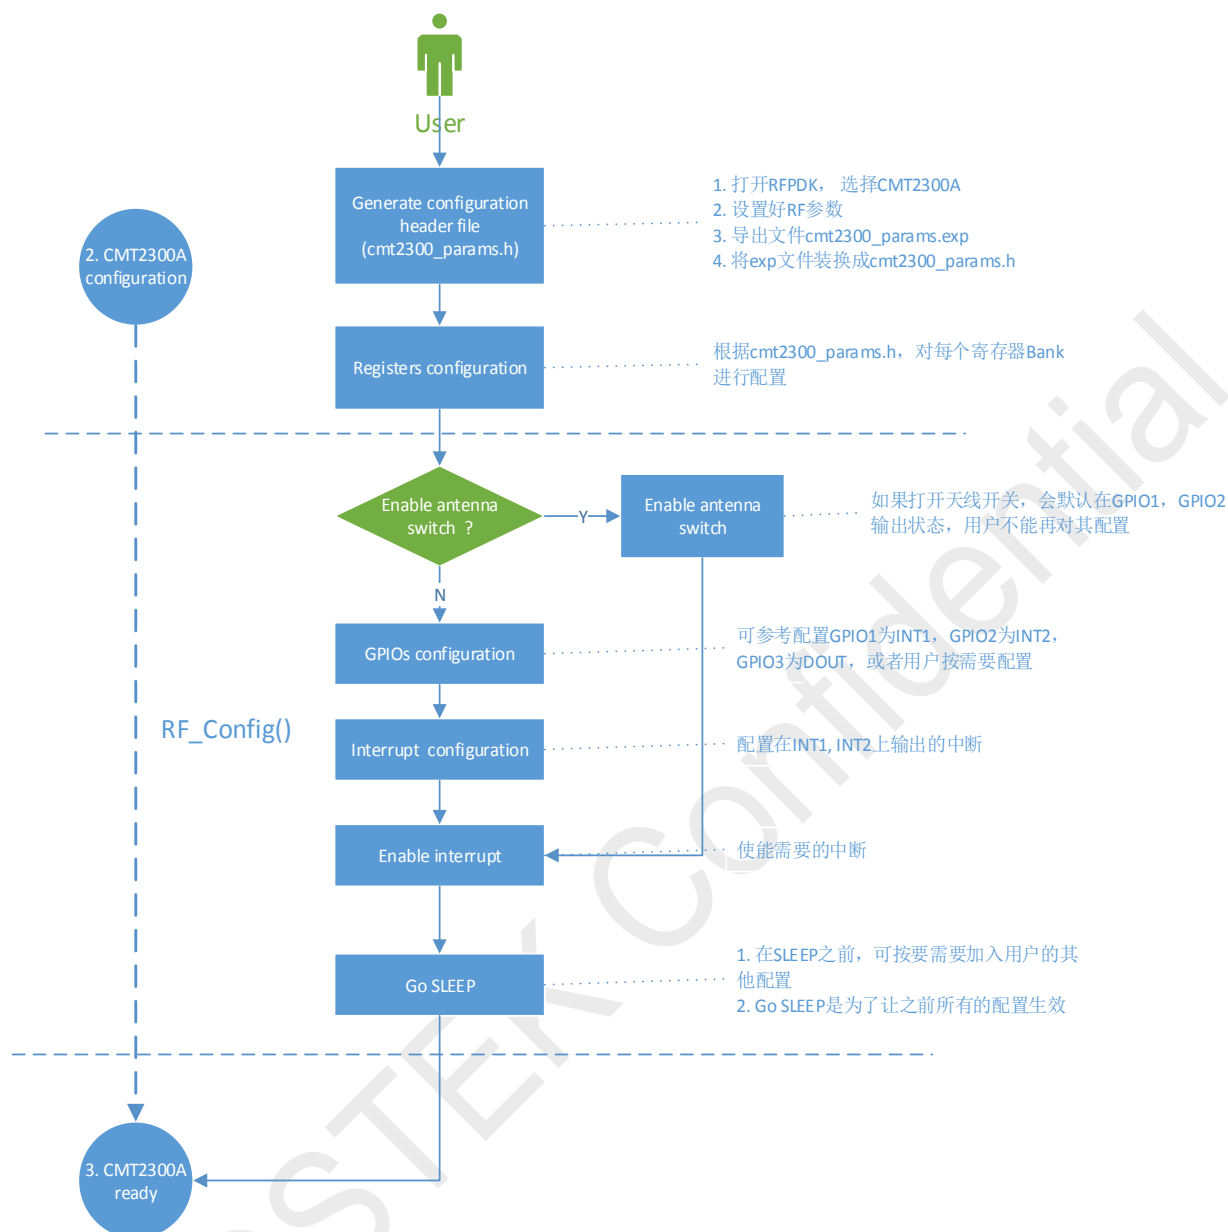 User
Generate configuration
header file
(cmt2300_params.h)
1. 打开RFPDK， 选择CMT2300A
2. 设置好RF参数
3. 导出文件cmt2300_params.exp
4. 将exp文件装换成cmt2300_params.h
2. CMT2300A
configuration
Registers configuration
根据cmt2300_params.h，对每个寄存器Bank
进行配置
Enable antenna
switch ？
Y
Enable antenna
switch
如果打开天线开关，会默认在GPIO1，GPIO2
输出状态，用户不能再对其配置
N
GPIOs configuration
可参考配置GPIO1为INT1，GPIO2为INT2，
GPIO3为DOUT，或者用户按需要配置
RF_Config()
Interrupt configuration
配置在INT1, INT2上输出的中断
Enable interrupt
使能需要的中断
Go SLEEP
1. 在SLEEP之前，可按要需要加入用户的其
他配置
2. Go SLEEP是为了让之前所有的配置生效
3. CMT2300A
ready
OSTEK Confidential